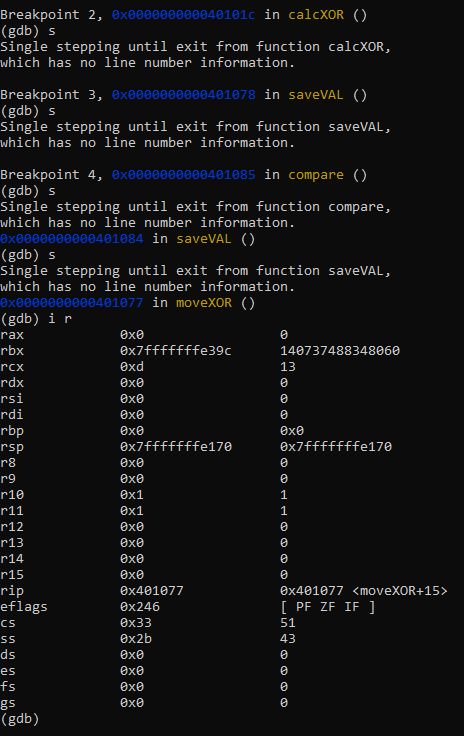 Breakpoint 2, 0x000000000040101c in calcXOR ()
(gdb) s
Single stepping until exit from function calcXOR,
which has no line number information.
Breakpoint 3, 0x0000000000401078 in saveVAL ()
(gdb) s
Single stepping until exit from function saveVAL,
which has no line number information.
Breakpoint 4, 0x0000000000401085 in compare ()
(gdb) s
Single stepping until exit from function compare,
which has no line number information.
0x0000000000401084 in saveVAL ()
(gdb) s
Single stepping until exit from function saveVAL,
which has no line number information.
0x0000000000401077 in moveXOR ()
(gdb) i r
rax 0x0 0
rbx 0x7fffffffe39c 140737488348060
rcx 0xd 13
rdx 0x0 0
rsi 0x0 0
rdi 0x0 0
rbp 0x0 0x0
rsp 0x7fffffffe170 0x7fffffffe170
r8 0x0 0
r9 0x0 0
r10 0x1 1
r11 0x1 1
r12 0x0 0
r13 0x0 0
r14 0x0 0
r15 0x0 0
rip 0x401077 0x401077 <moveXOR+15>
eflags 0x246 [ PF ZF IF ]
cs 0x33 51
ss 0x2b 43
ds 0x0 0
es 0x0 0
fs 0x0 0
gs 0x0 0
(gdb)